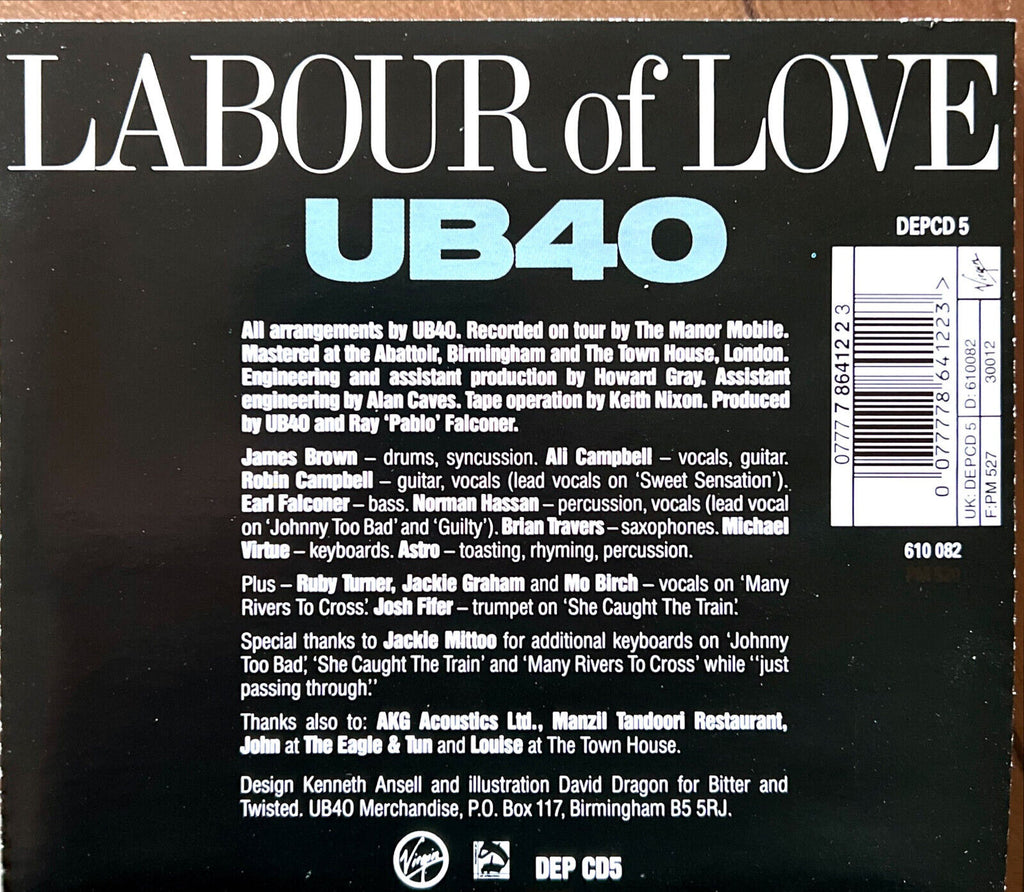 LABOUR of LOVE
UB40
DEPCD 5
All arrangements by UB40. Recorded on tour by The Manor Mobile.
Mastered at the Abattoir, Birmingham and The Town House, London.
Engineering and assistant production by Howard Gray. Assistant
engineering by Alan Caves. Tape operation by Keith Nixon. Produced
by UB40 and Ray 'Pablo' Falconer.
James Brown – drums, syncussion. Ali Campbell – vocals, guitar.
Robin Campbell – guitar, vocals (lead vocals on 'Sweet Sensation').
Earl Falconer – bass. Norman Hassan – percussion, vocals (lead vocal
on 'Johnny Too Bad' and 'Guilty'). Brian Travers – saxophones. Michael
Virtue – keyboards. Astro – toasting, rhyming, percussion.
Plus – Ruby Turner, Jackie Graham and Mo Birch – vocals on 'Many
Rivers To Cross'. Josh Fifer – trumpet on 'She Caught The Train'.
Special thanks to Jackie Mittoo for additional keyboards on 'Johnny
Too Bad', 'She Caught The Train' and 'Many Rivers To Cross' while "just
passing through."
Thanks also to: AKG Acoustics Ltd., Manzil Tandoori Restaurant,
John at The Eagle & Tun and Louise at The Town House.
Design Kenneth Ansell and illustration David Dragon for Bitter and
Twisted. UB40 Merchandise, P.O. Box 117, Birmingham B5 5RJ.
0777 7 86412 2 3
0 077778 641223 >
UK: DEPCD 5 D: 610082
F: PM 527 30012
Virgin
610 082
Virgin
DEP CD5